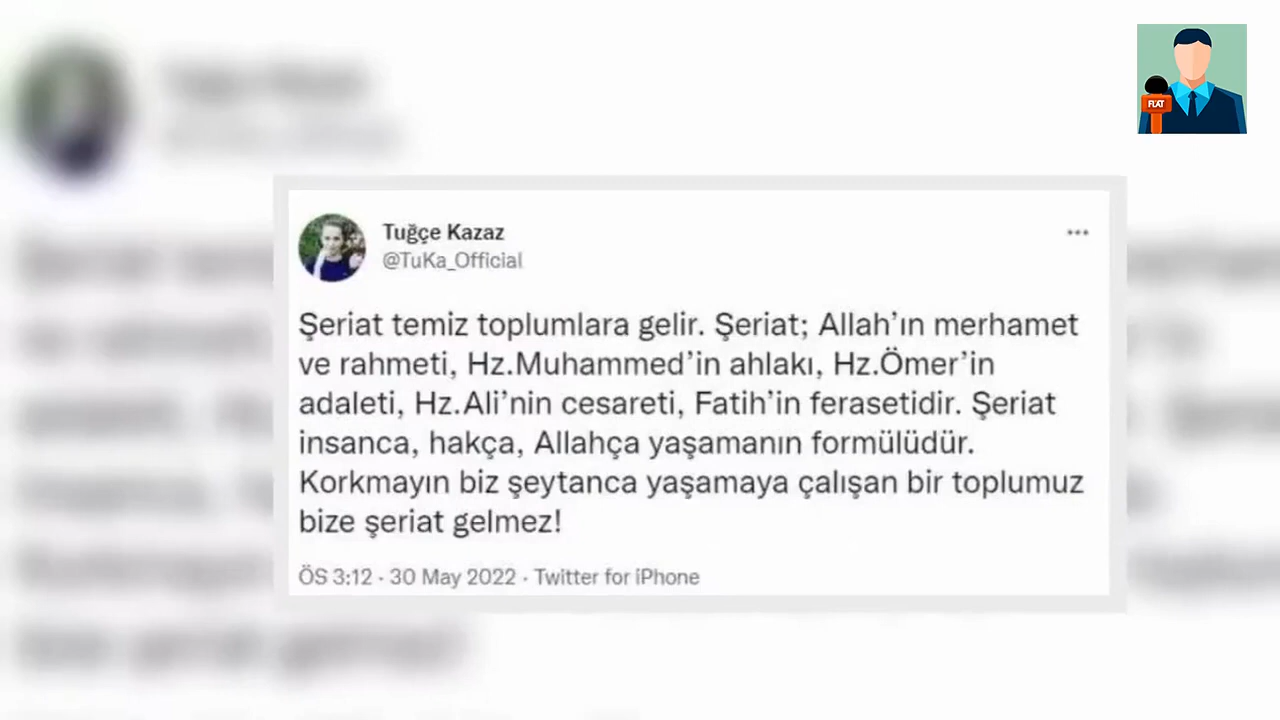 FLAT
Tuğçe Kazaz
@TuKa_Official
Şeriat temiz toplumlara gelir. Şeriat; Allah’ın merhamet
ve rahmeti, Hz.Muhammed’in ahlakı, Hz.Ömer’in
adaleti, Hz.Ali’nin cesareti, Fatih’in ferasetidir. Şeriat
insanca, hakça, Allahça yaşamanın formülüdür.
Korkmayın biz şeytanca yaşamaya çalışan bir toplumuz
bize şeriat gelmez!
ÖS 3:12 · 30 May 2022 · Twitter for iPhone